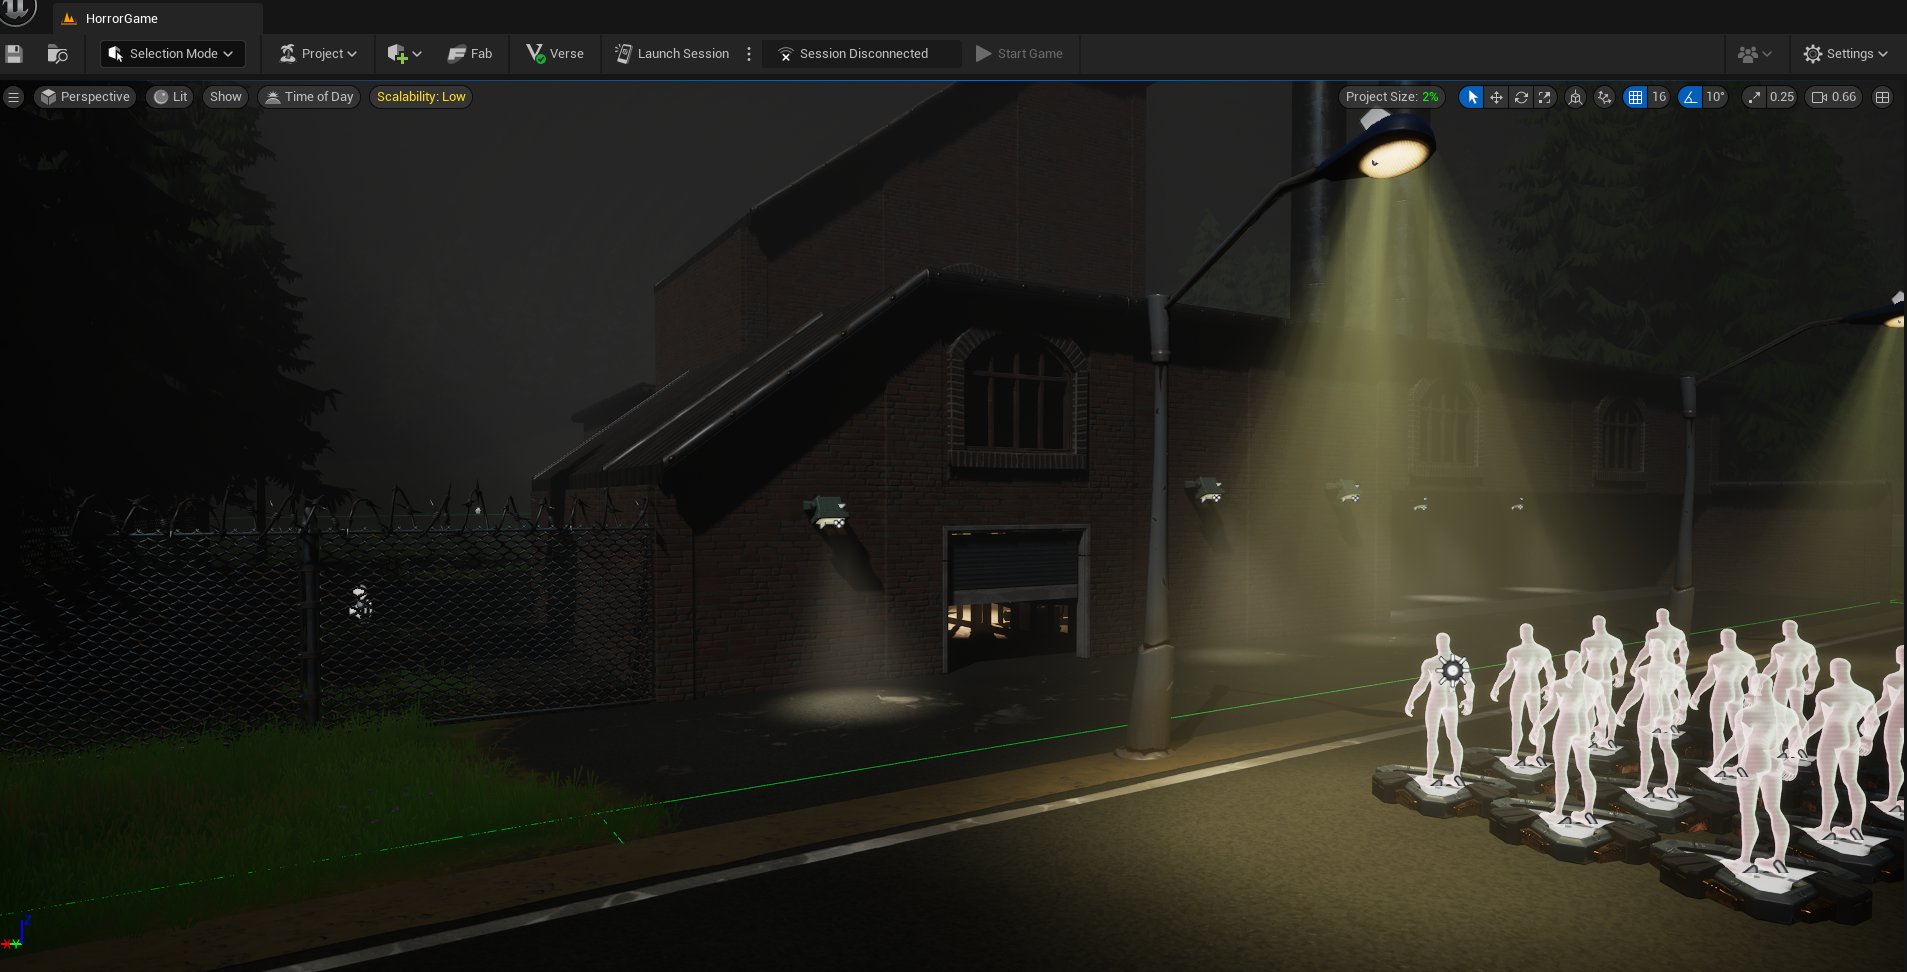 HorrorGame
Selection Mode Project Fab Verse Launch Session Session Disconnected Start Game Settings
Perspective Lit Show Time of Day Scalability: Low Project Size: 2% 16 10° 0.25 0.66
Z
X Y